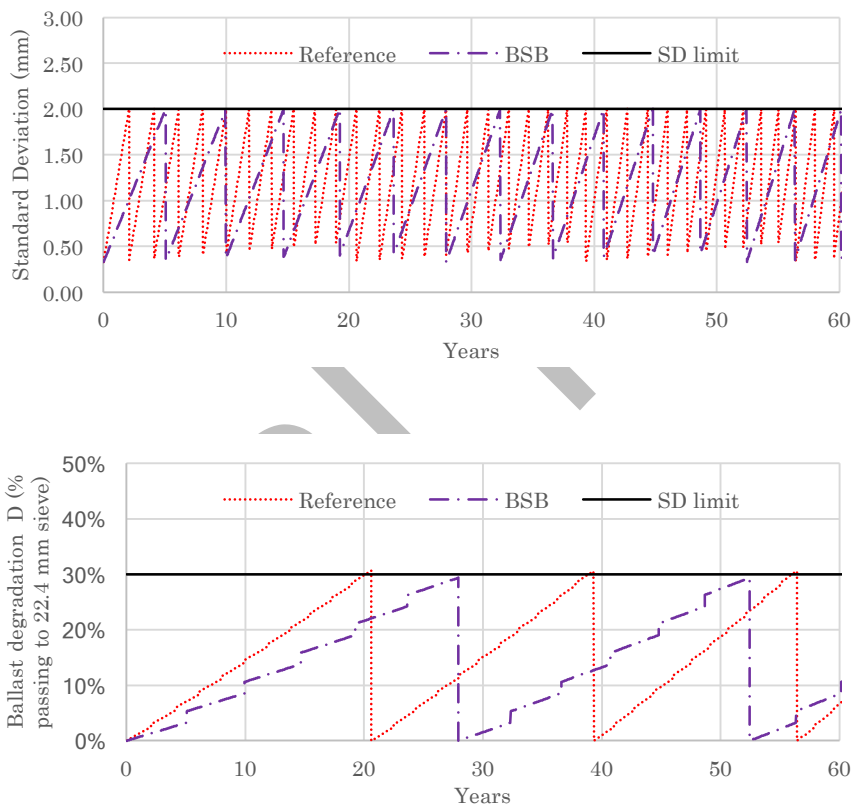 3.00
2.50
2.00
1.50
1.00
0.50
0.00
Standard Deviation (mm)
Reference
BSB
SD limit
0 10 20 30 40 50 60
Years
50%
40%
30%
20%
10%
0%
Ballast degradation D (%
passing to 22.4 mm sieve)
Reference
BSB
SD limit
0 10 20 30 40 50 60
Years